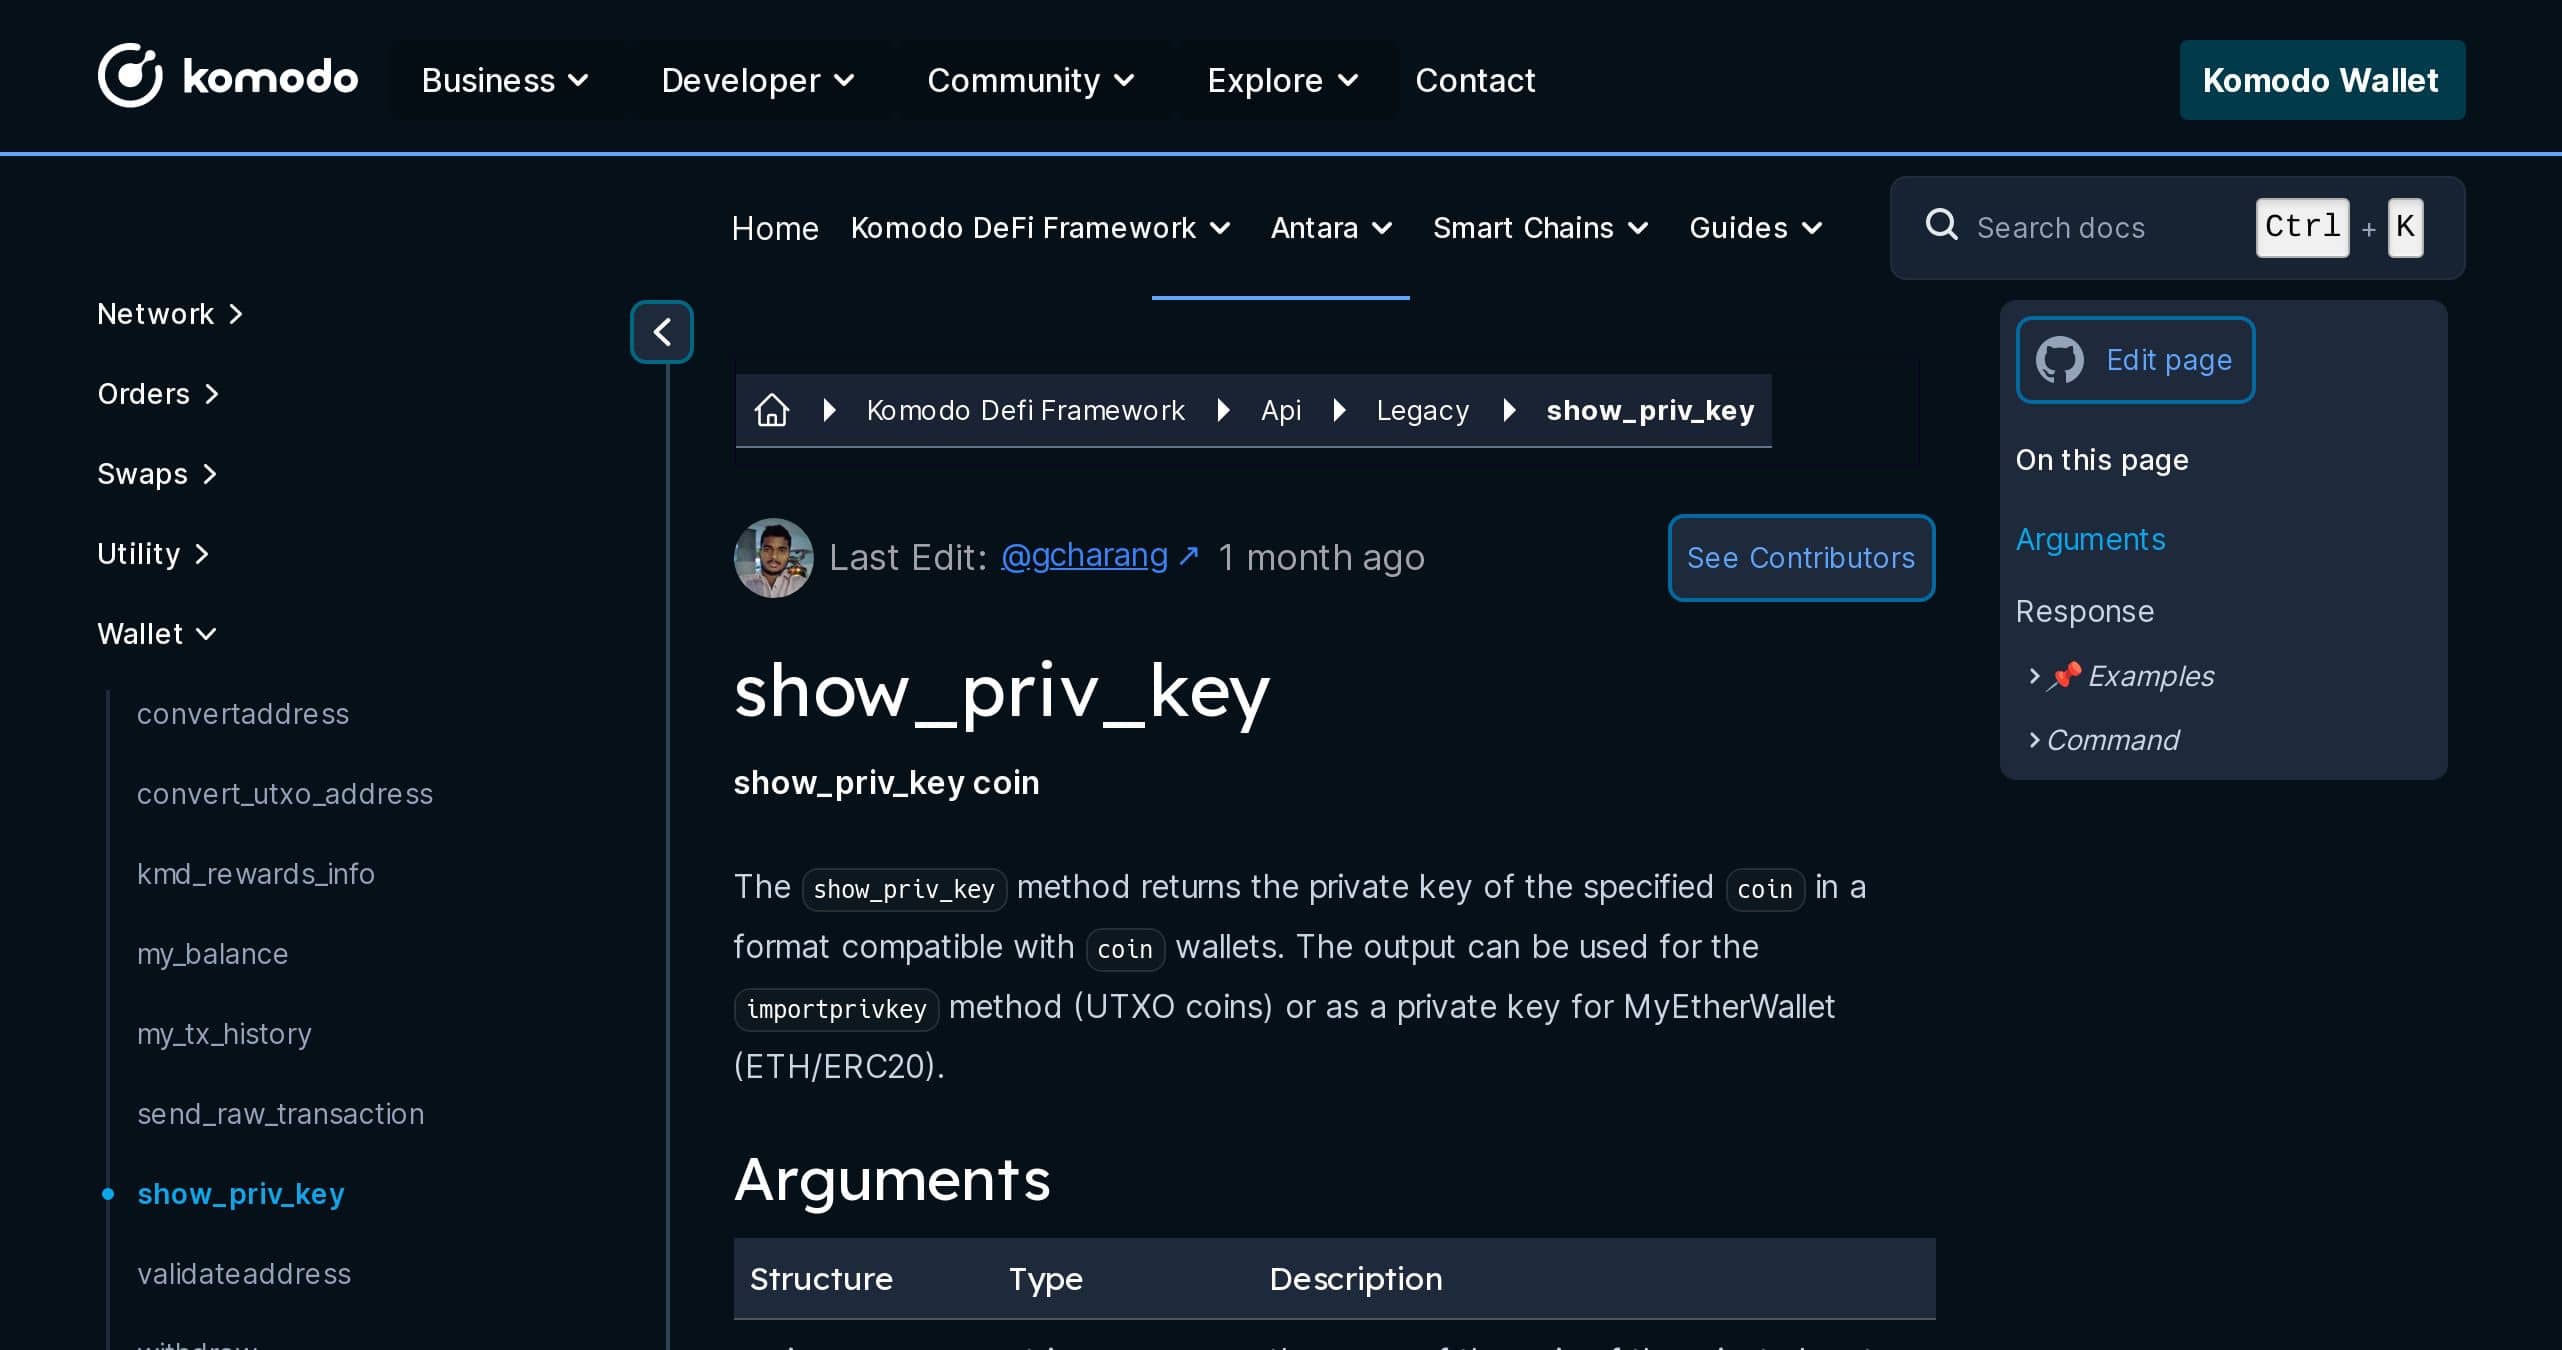 komodo
Business
Developer
Community
Explore
Contact
Komodo Wallet
Home
Komodo DeFi Framework
Antara
Smart Chains
Guides
Search docs
Ctrl + K
Network
Orders
Swaps
Utility
Wallet
convertaddress
convert_utxo_address
kmd_rewards_info
my_balance
my_tx_history
send_raw_transaction
show_priv_key
validateaddress
Komodo Defi Framework
Api
Legacy
show_priv_key
Last Edit: @gcharang ↗ 1 month ago
See Contributors
show_priv_key
show_priv_key coin
The show_priv_key method returns the private key of the specified coin in a
format compatible with coin wallets. The output can be used for the
importprivkey method (UTXO coins) or as a private key for MyEtherWallet
(ETH/ERC20).
Arguments
Structure Type Description
Edit page
On this page
Arguments
Response
📌 Examples
Command